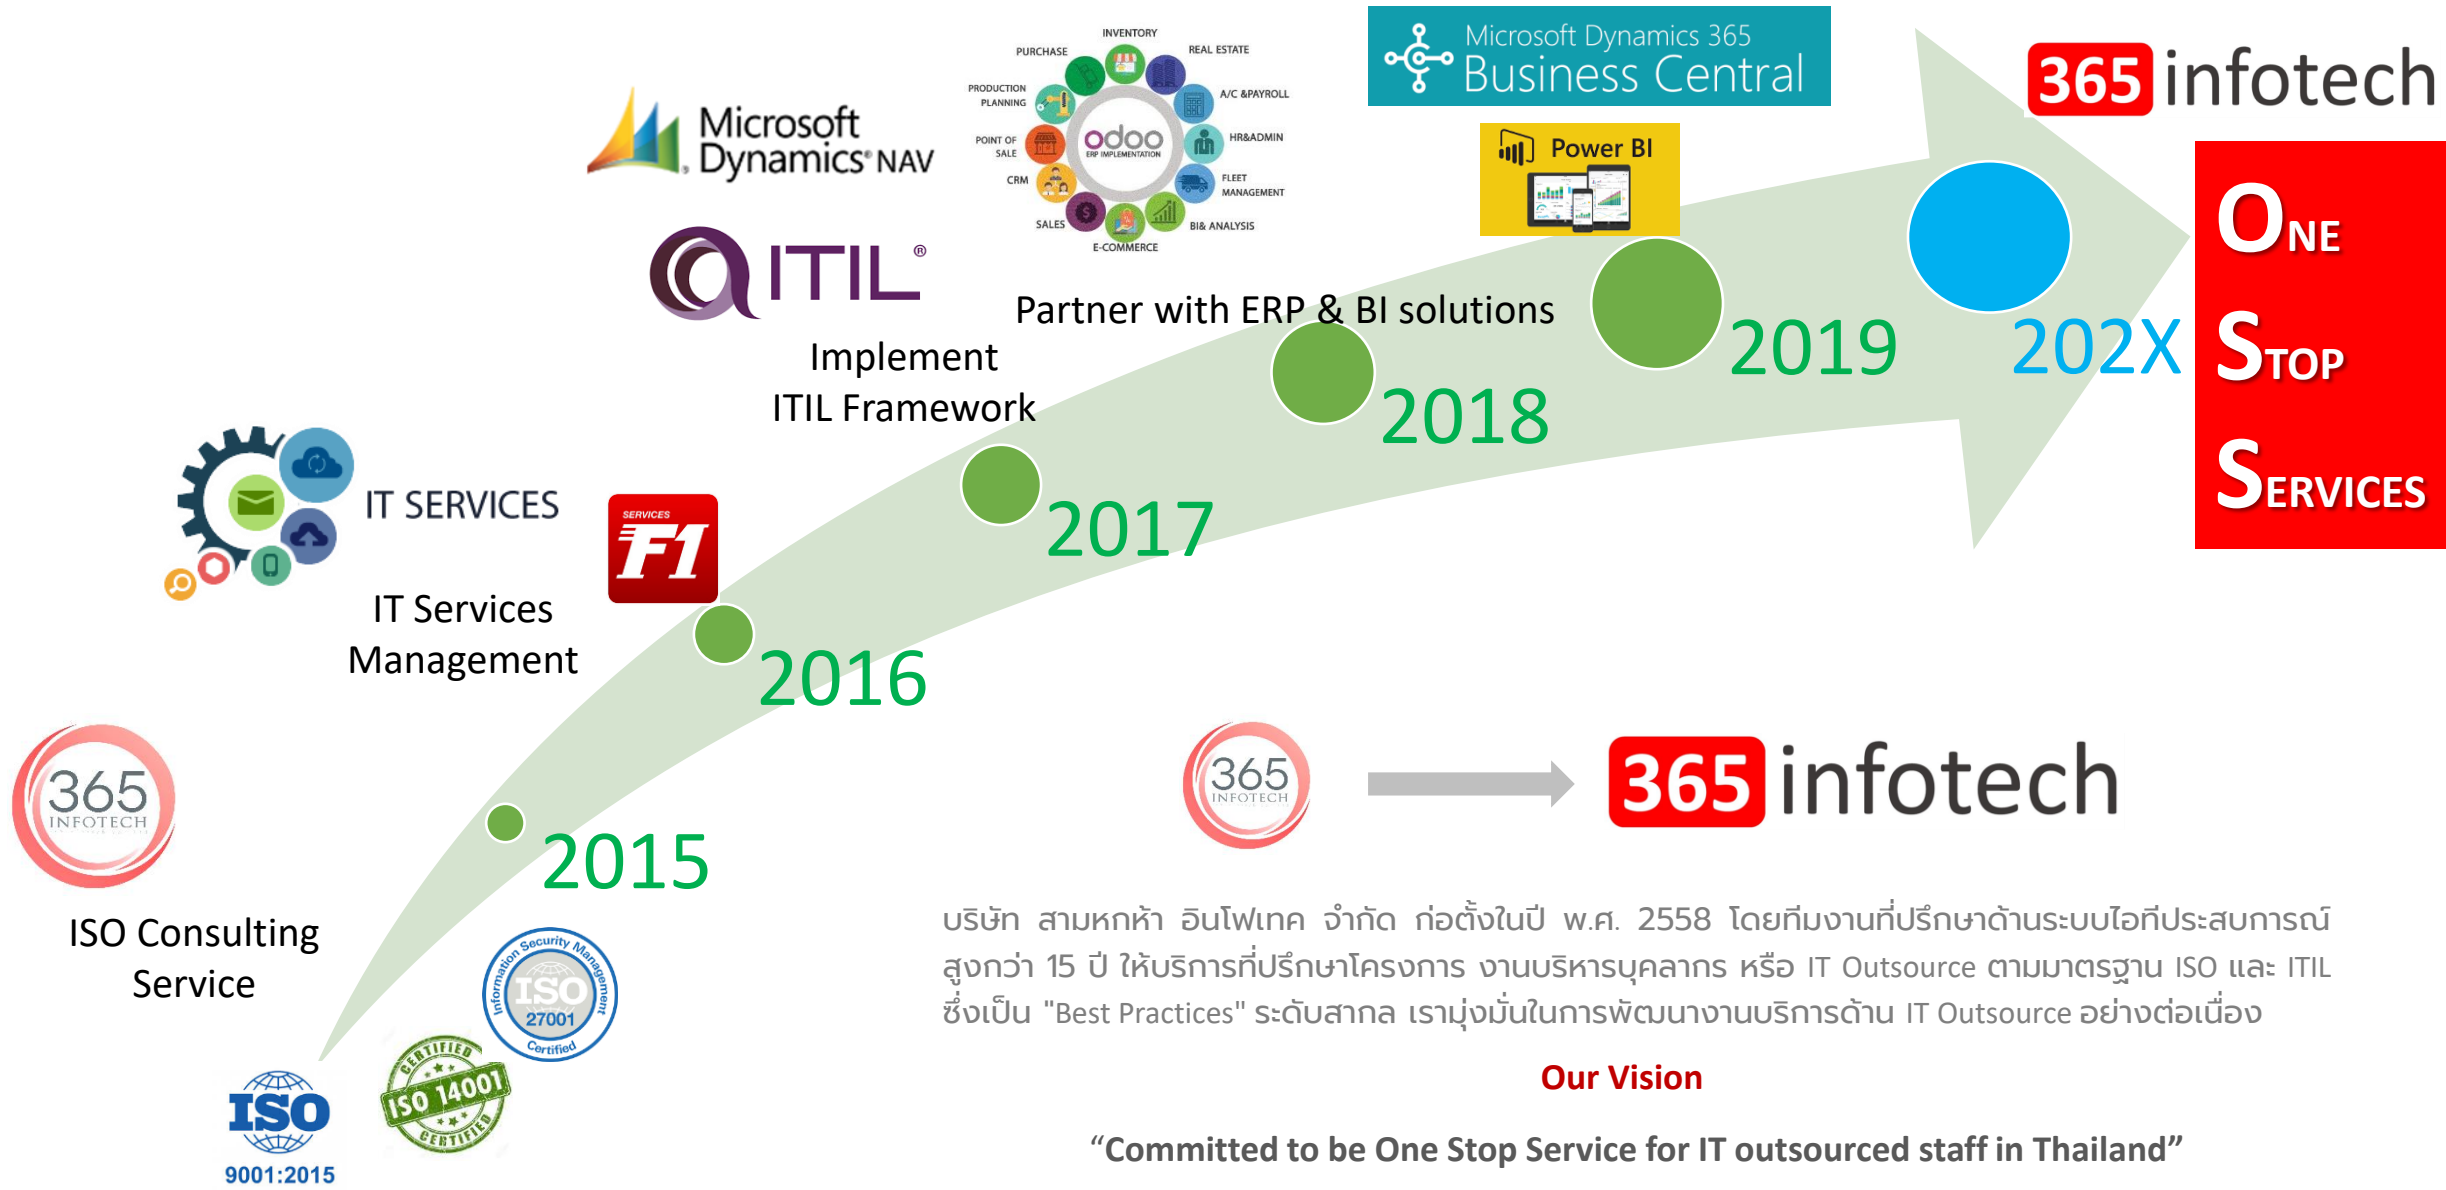 INVENTORY
PURCHASE
REAL ESTATE
PRODUCTION
PLANNING
A/C &PAYROLL
POINT OF
SALE
HR&ADMIN
CRM
FLEET
MANAGEMENT
SALES
BI& ANALYSIS
E-COMMERCE
odoo
ERP IMPLEMENTATION
Microsoft Dynamics 365
Business Central
365 infotech
Microsoft
Dynamics® NAV
Power BI
ONE
STOP
SERVICES
ITIL®
Partner with ERP & BI solutions
202X
2019
Implement
ITIL Framework
2018
IT SERVICES
SERVICES
F1
2017
IT Services
Management
2016
365
INFOTECH
2015
ISO Consulting
Service
Information Security Management
ISO
27001
Certified
CERTIFIED
ISO 14001
CERTIFIED
ISO
9001:2015
365
INFOTECH
365 infotech
บริษัท สามหกห้า อินโฟเทค จำกัด ก่อตั้งในปี พ.ศ. 2558 โดยทีมงานที่ปรึกษาด้านระบบไอทีประสบการณ์
สูงกว่า 15 ปี ให้บริการที่ปรึกษาโครงการ งานบริหารบุคลากร หรือ IT Outsource ตามมาตรฐาน ISO และ ITIL
ซึ่งเป็น "Best Practices" ระดับสากล เรามุ่งมั่นในการพัฒนางานบริการด้าน IT Outsource อย่างต่อเนื่อง
Our Vision
“Committed to be One Stop Service for IT outsourced staff in Thailand”